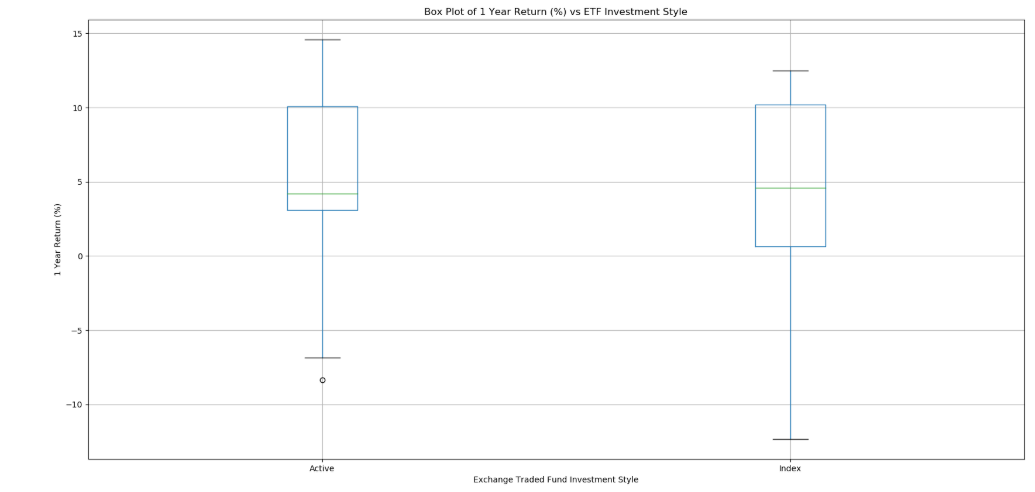 Box Plot of 1 Year Return (%) vs ETF Investment Style
15
10
5
0
−5
−10
1 Year Return (%)
Active
Index
Exchange Traded Fund Investment Style